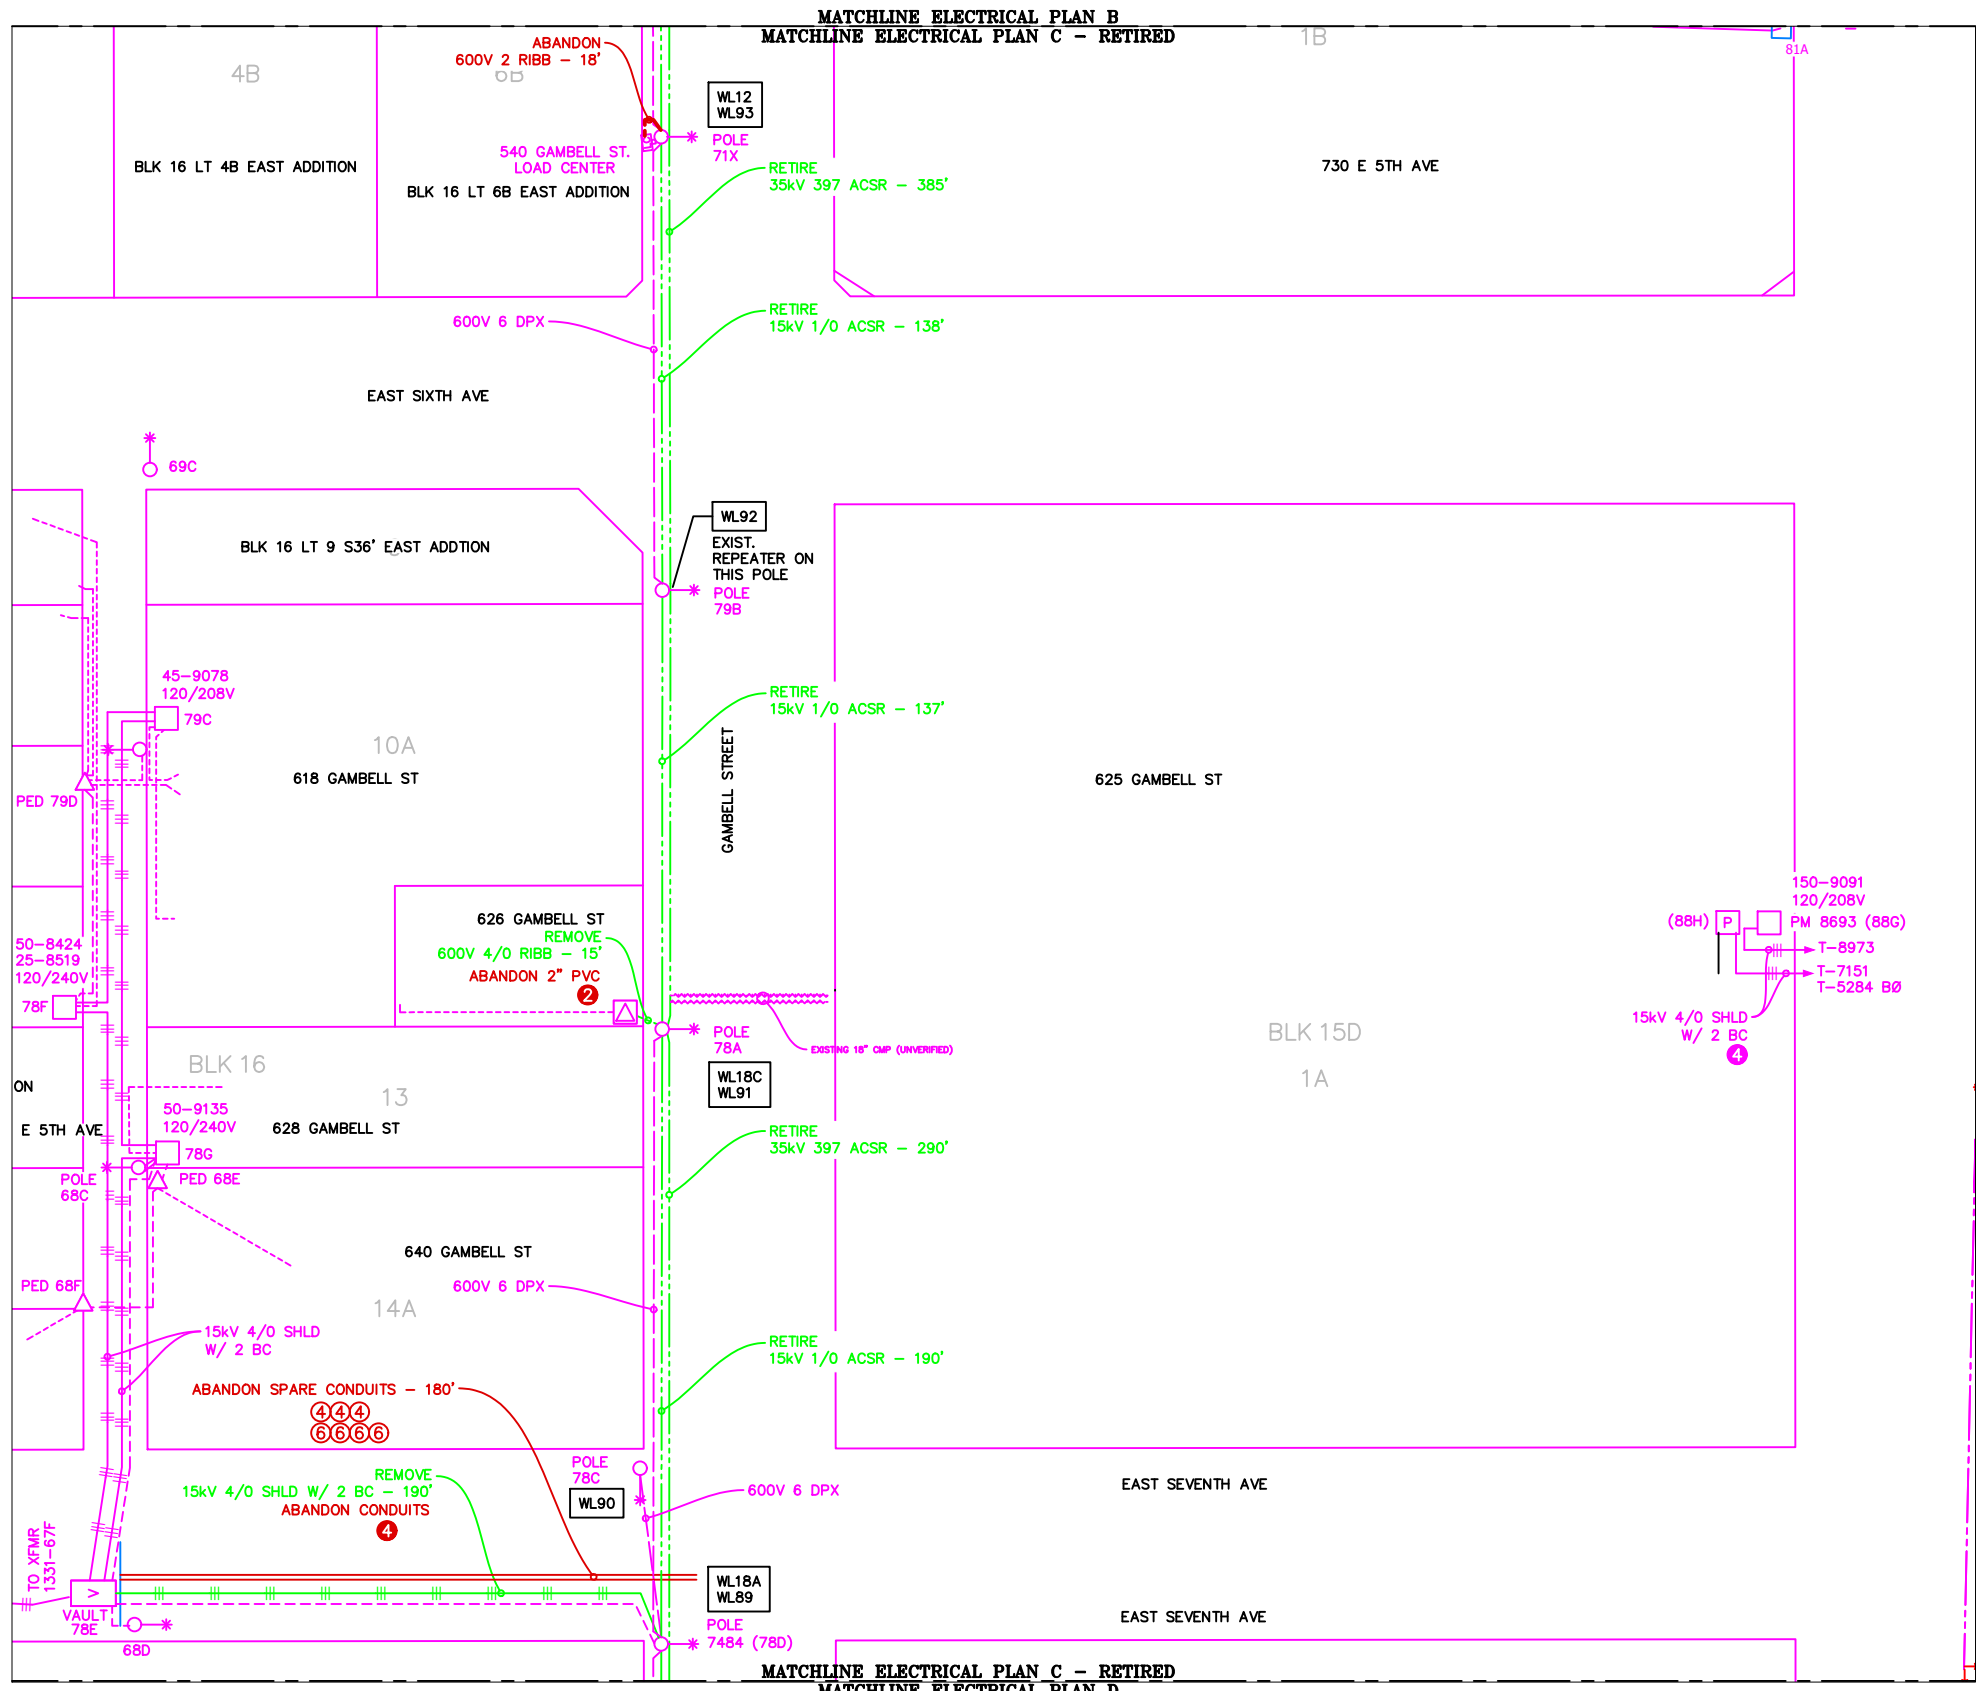 MATCHLINE ELECTRICAL PLAN B
MATCHLINE ELECTRICAL PLAN C - RETIRED
4B
6B
1B
81A
ABANDON
600V 2 RIBB - 18'
WL12
WL93
POLE
71X
540 GAMBELL ST.
LOAD CENTER
BLK 16 LT 4B EAST ADDITION
BLK 16 LT 6B EAST ADDITION
RETIRE
35kV 397 ACSR - 385'
730 E 5TH AVE
RETIRE
15kV 1/0 ACSR - 138'
600V 6 DPX
EAST SIXTH AVE
69C
WL92
EXIST.
REPEATER ON
THIS POLE
POLE
79B
BLK 16 LT 9 S36' EAST ADDTION
45-9078
120/208V
79C
RETIRE
15kV 1/0 ACSR - 137'
10A
618 GAMBELL ST
GAMBELL STREET
625 GAMBELL ST
PED 79D
626 GAMBELL ST
REMOVE
600V 4/0 RIBB - 15'
ABANDON 2" PVC
2
50-8424
25-8519
120/240V
78F
150-9091
120/208V
(88H)
P
PM 8693 (88G)
T-8973
T-7151
T-5284 BØ
15kV 4/0 SHLD
W/ 2 BC
4
POLE
78A
EXISTING 18" CMP (UNVERIFIED)
BLK 15D
1A
BLK 16
13
WL18C
WL91
ON
E 5TH AVE
50-9135
120/240V
78G
628 GAMBELL ST
RETIRE
35kV 397 ACSR - 290'
POLE
68C
PED 68E
640 GAMBELL ST
PED 68F
600V 6 DPX
14A
15kV 4/0 SHLD
W/ 2 BC
RETIRE
15kV 1/0 ACSR - 190'
ABANDON SPARE CONDUITS - 180'
4 4 4
6 6 6 6
POLE
78C
WL90
REMOVE
15kV 4/0 SHLD W/ 2 BC - 190'
ABANDON CONDUITS
4
600V 6 DPX
EAST SEVENTH AVE
TO XFMR
1331-67F
V
VAULT
78E
68D
WL18A
WL89
POLE
7484 (78D)
EAST SEVENTH AVE
MATCHLINE ELECTRICAL PLAN C - RETIRED
MATCHLINE ELECTRICAL PLAN D